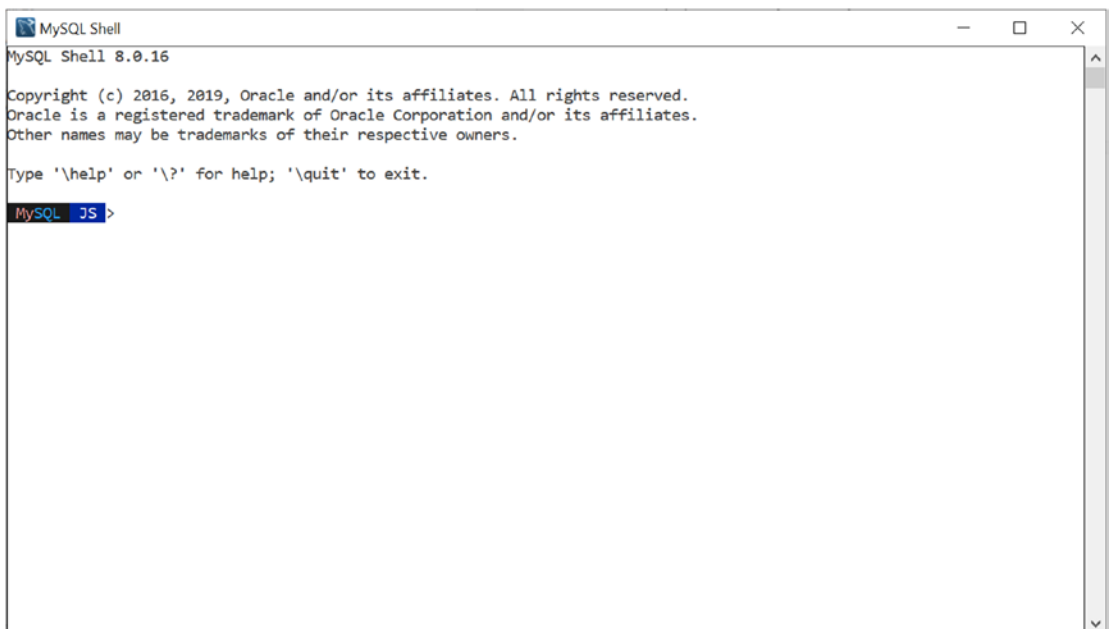 MySQL Shell
MySQL Shell 8.0.16
Copyright (c) 2016, 2019, Oracle and/or its affiliates. All rights reserved.
Oracle is a registered trademark of Oracle Corporation and/or its affiliates.
Other names may be trademarks of their respective owners.
Type '\help' or '\?' for help; '\quit' to exit.
MySQL JS >